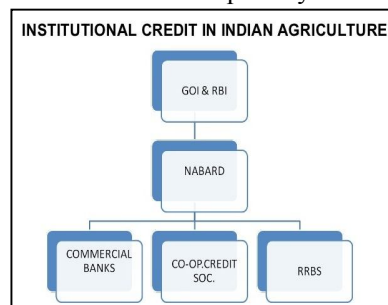 INSTITUTIONAL CREDIT IN INDIAN AGRICULTURE
GOI & RBI
NABARD
COMMERCIAL
BANKS
CO-OP.CREDIT
SOC.
RRBS